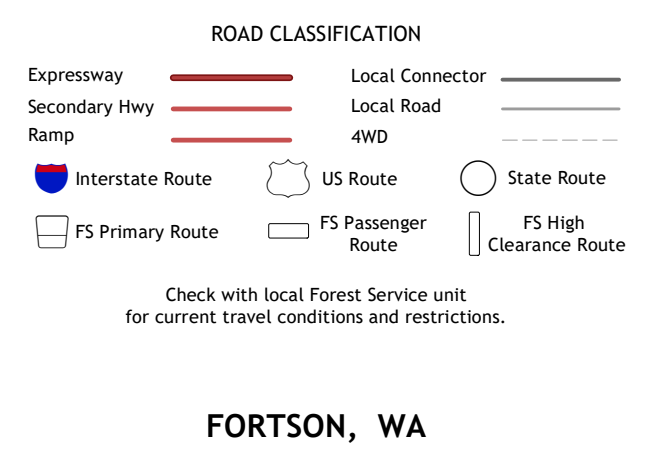 ROAD CLASSIFICATION
Expressway
Local Connector
Secondary Hwy
Local Road
Ramp
4WD
Interstate Route
US Route
State Route
FS Primary Route
FS Passenger
Route
FS High
Clearance Route
Check with local Forest Service unit
for current travel conditions and restrictions.
FORTSON, WA